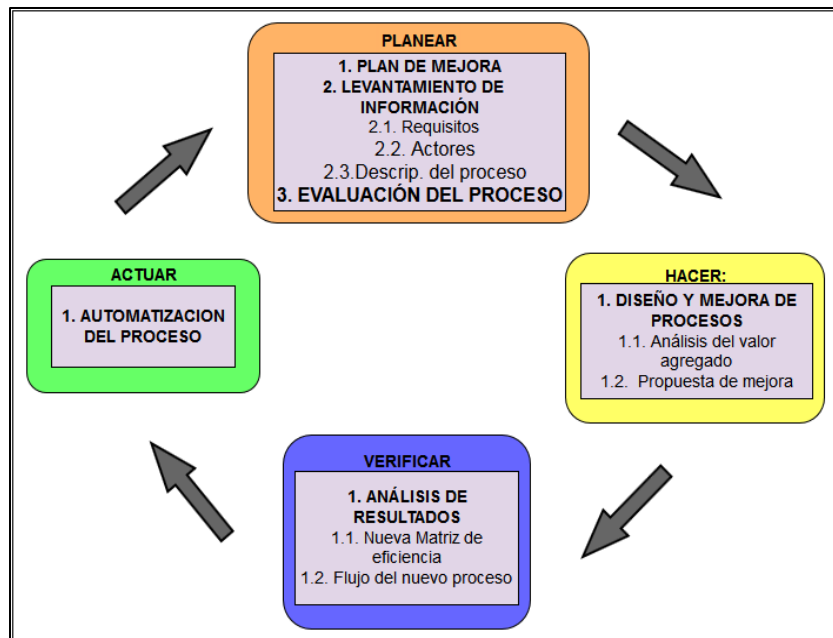 PLANEAR
1. PLAN DE MEJORA
2. LEVANTAMIENTO DE
INFORMACIÓN
2.1. Requisitos
2.2. Actores
2.3.Descrip. del proceso
3. EVALUACIÓN DEL PROCESO
ACTUAR
1. AUTOMATIZACION
DEL PROCESO
HACER:
1. DISEÑO Y MEJORA DE
PROCESOS
1.1. Análisis del valor
agregado
1.2. Propuesta de mejora
VERIFICAR
1. ANÁLISIS DE
RESULTADOS
1.1. Nueva Matriz de
eficiencia
1.2. Flujo del nuevo proceso